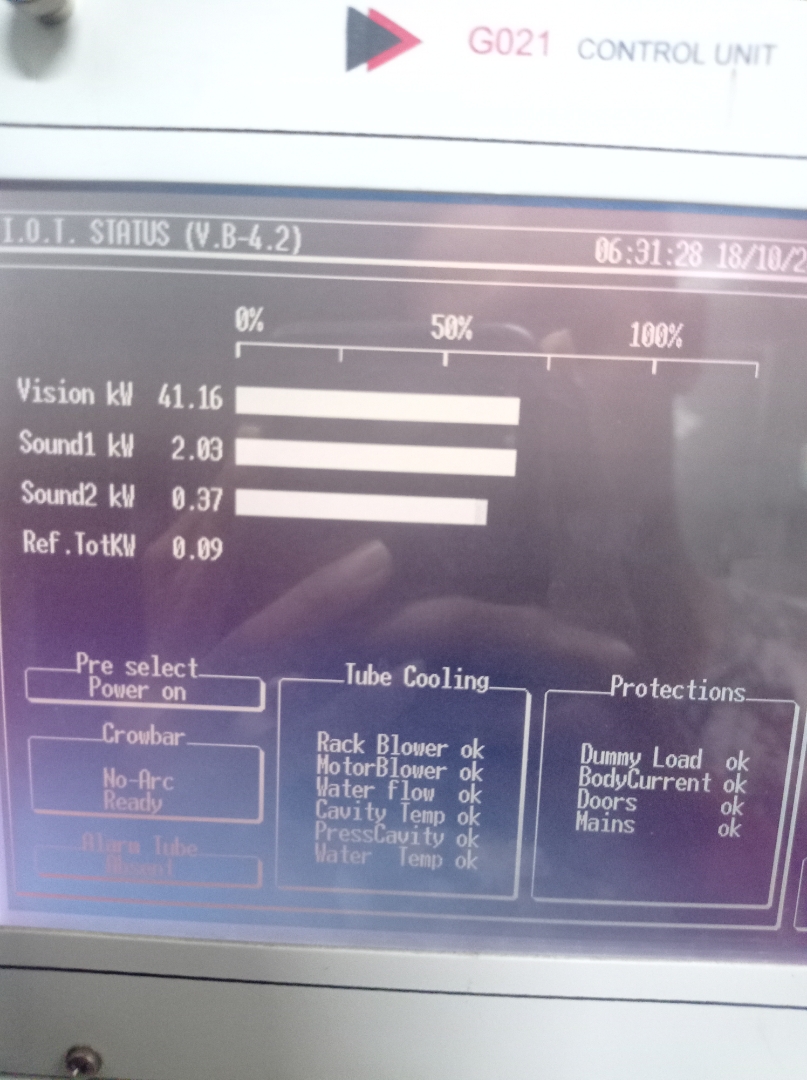 G021 CONTROL UNIT
I.O.T. STATUS (V.B-4.2) 06:31:28 18/10/2
0% 50% 100%
Vision kW 41.16
Sound1 kW 2.03
Sound2 kW 0.37
Ref.TotKW 0.09
Pre select
Power on
Crowbar
No-Arc
Ready
Alarm Tube
Absent
Tube Cooling
Rack Blower ok
MotorBlower ok
Water flow ok
Cavity Temp ok
PressCavity ok
Water Temp ok
Protections
Dummy Load ok
BodyCurrent ok
Doors ok
Mains ok